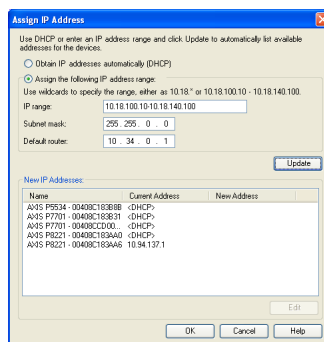 Assign IP Address
Use DHCP or enter an IP address range and click Update to automatically list available
addresses for the devices.
Obtain IP addresses automatically (DHCP)
Assign the following IP address range:
Use wildcards to specify the range, either as 10.18.* or 10.18.100.10 - 10.18.140.100.
IP range: 10.18.100.10-10.18.140.100
Subnet mask: 255 . 255 . 0 . 0
Default router: 10 . 34 . 0 . 1
Update
New IP Addresses:
Name Current Address New Address
AXIS P5534 - 00408C183B8B <DHCP>
AXIS P7701 - 00408C183B31 <DHCP>
AXIS P7701 - 00408CCD00... <DHCP>
AXIS P8221 - 00408C183AA0 <DHCP>
AXIS P8221 - 00408C183AA6 10.94.137.1
Edit
OK Cancel Help